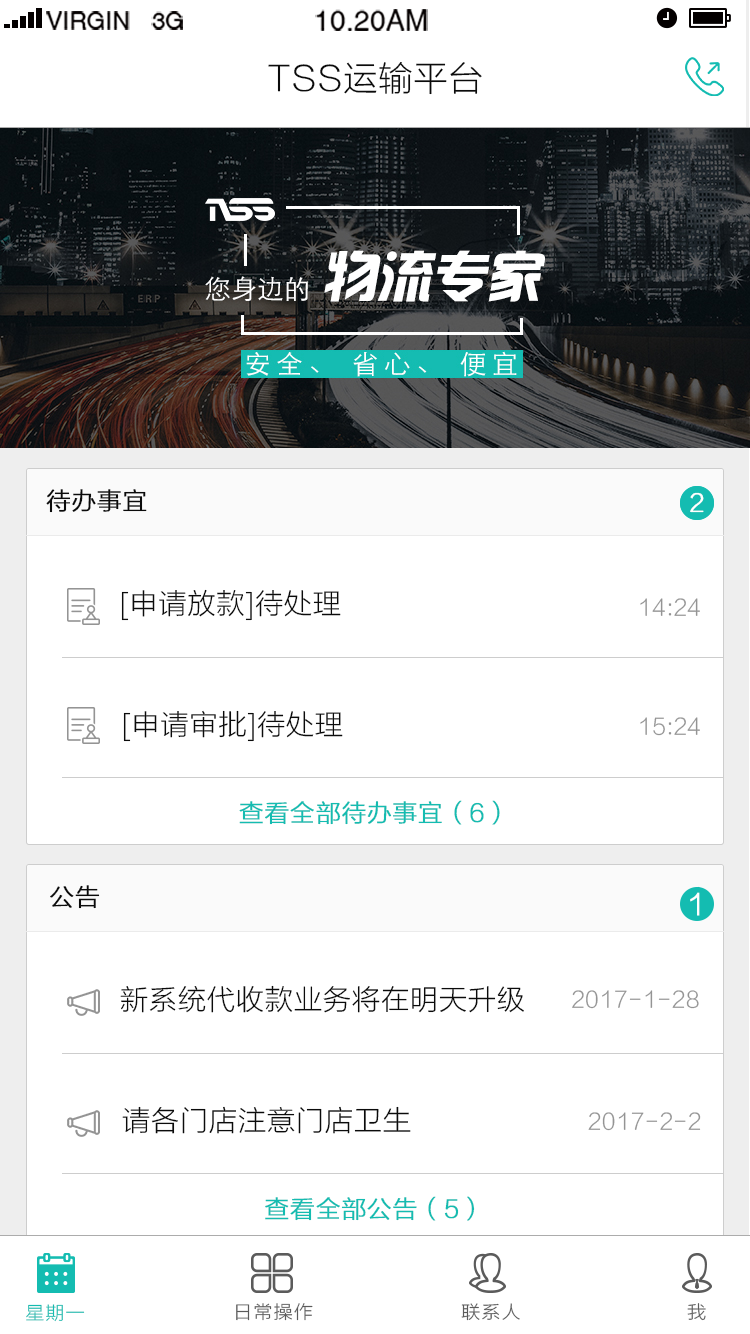 VIRGIN 3G 10.20AM
TSS运输平台
TSS
ERP
您身边的 物流专家
安全、 省心、 便宜
待办事宜 2
[申请放款]待处理 14:24
[申请审批]待处理 15:24
查看全部待办事宜（6）
公告 1
新系统代收款业务将在明天升级 2017-1-28
请各门店注意门店卫生 2017-2-2
查看全部公告（5）
星期一 日常操作 联系人 我